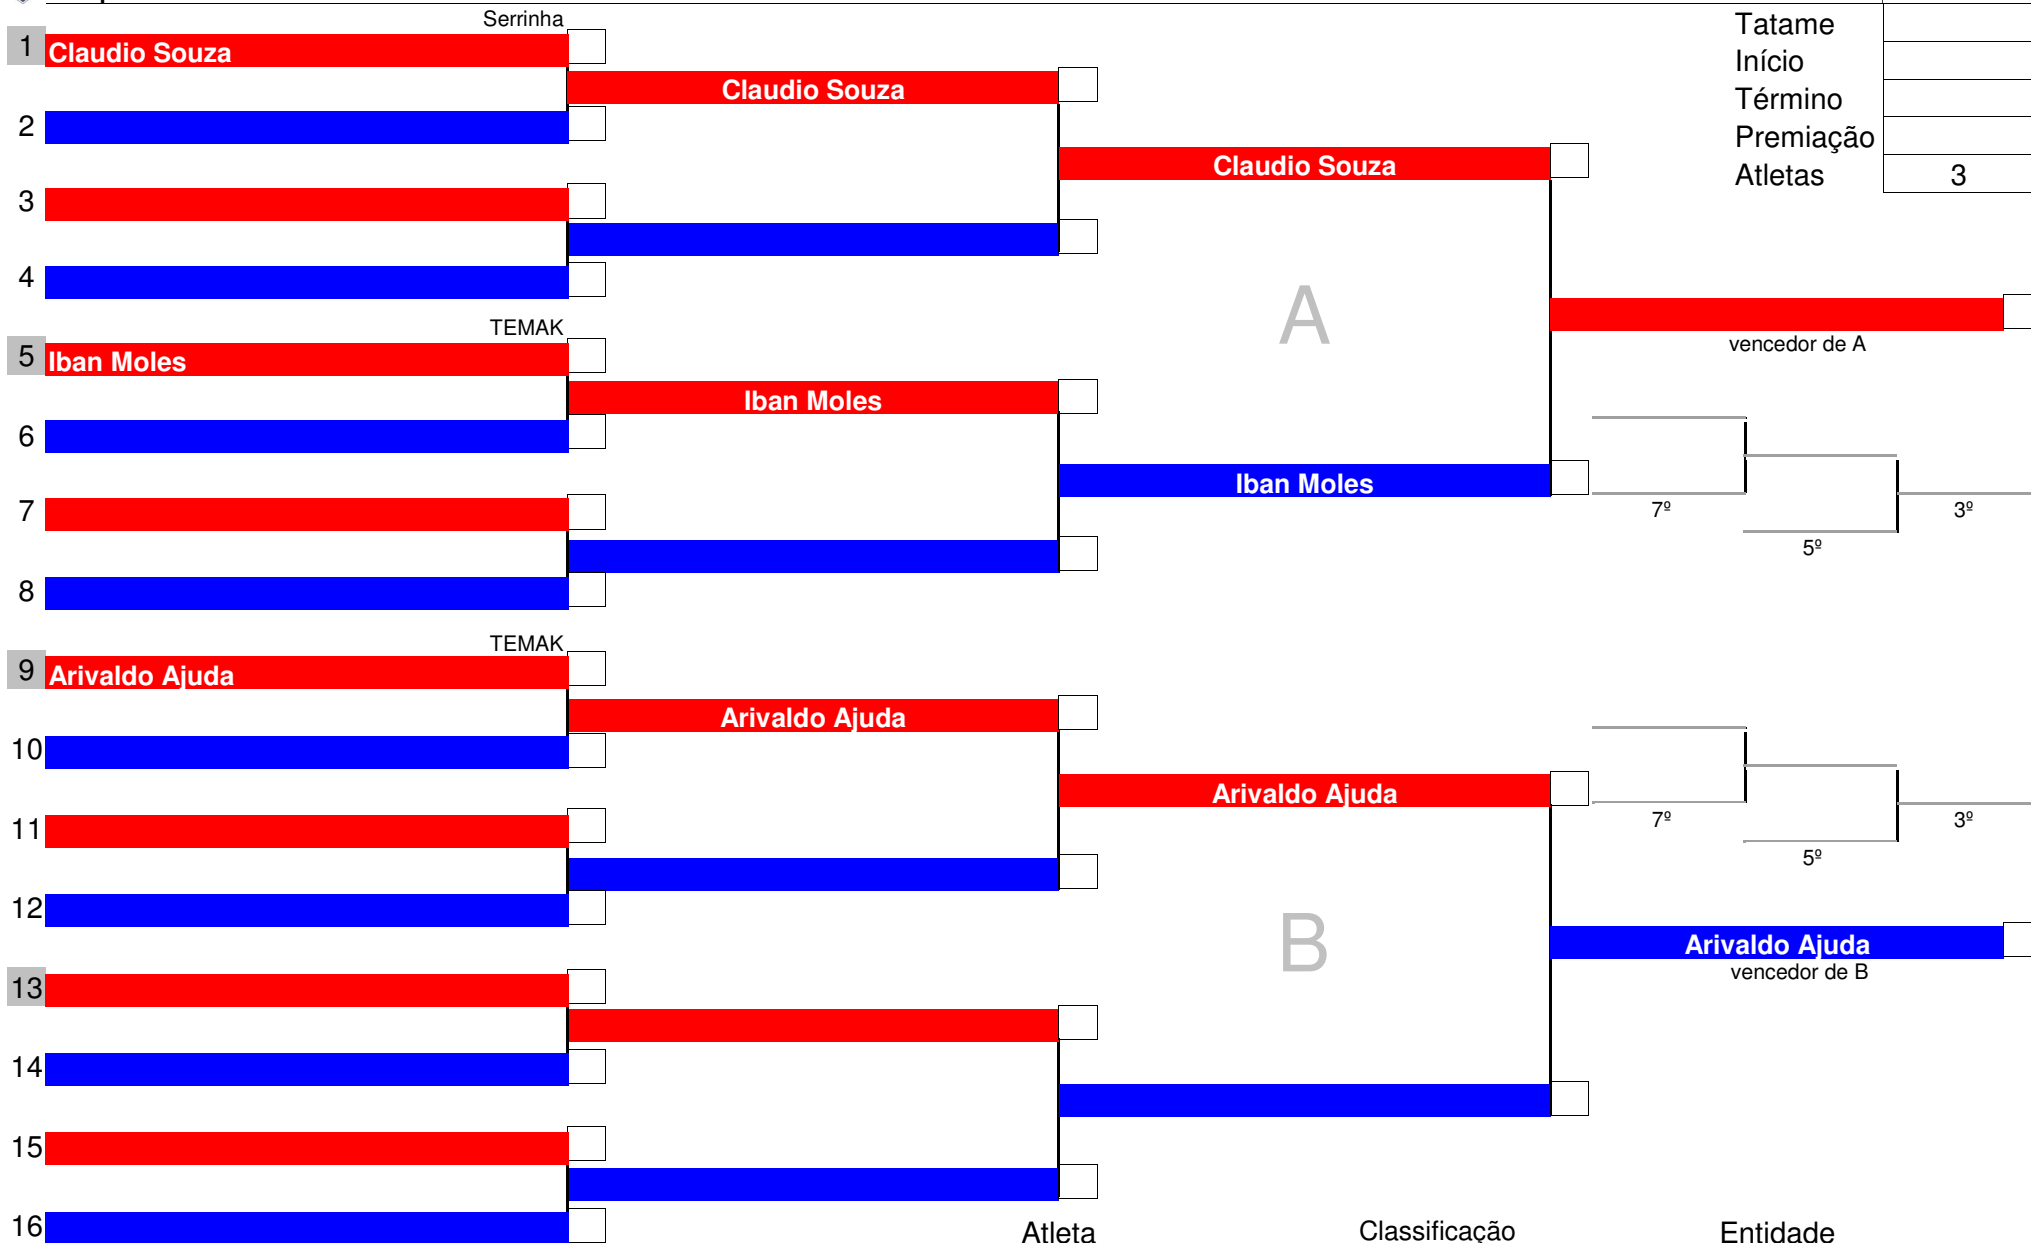 Serrinha
1 Claudio Souza
Claudio Souza
2
Claudio Souza
3
4
Tatame
Início
Término
Premiação
Atletas 3
A
vencedor de A
TEMAK
5 Iban Moles
Iban Moles
6
Iban Moles
7
8
7º
5º
3º
TEMAK
9 Arivaldo Ajuda
Arivaldo Ajuda
10
Arivaldo Ajuda
11
12
7º
5º
3º
B
Arivaldo Ajuda
vencedor de B
13
14
15
16
Atleta Classificação Entidade